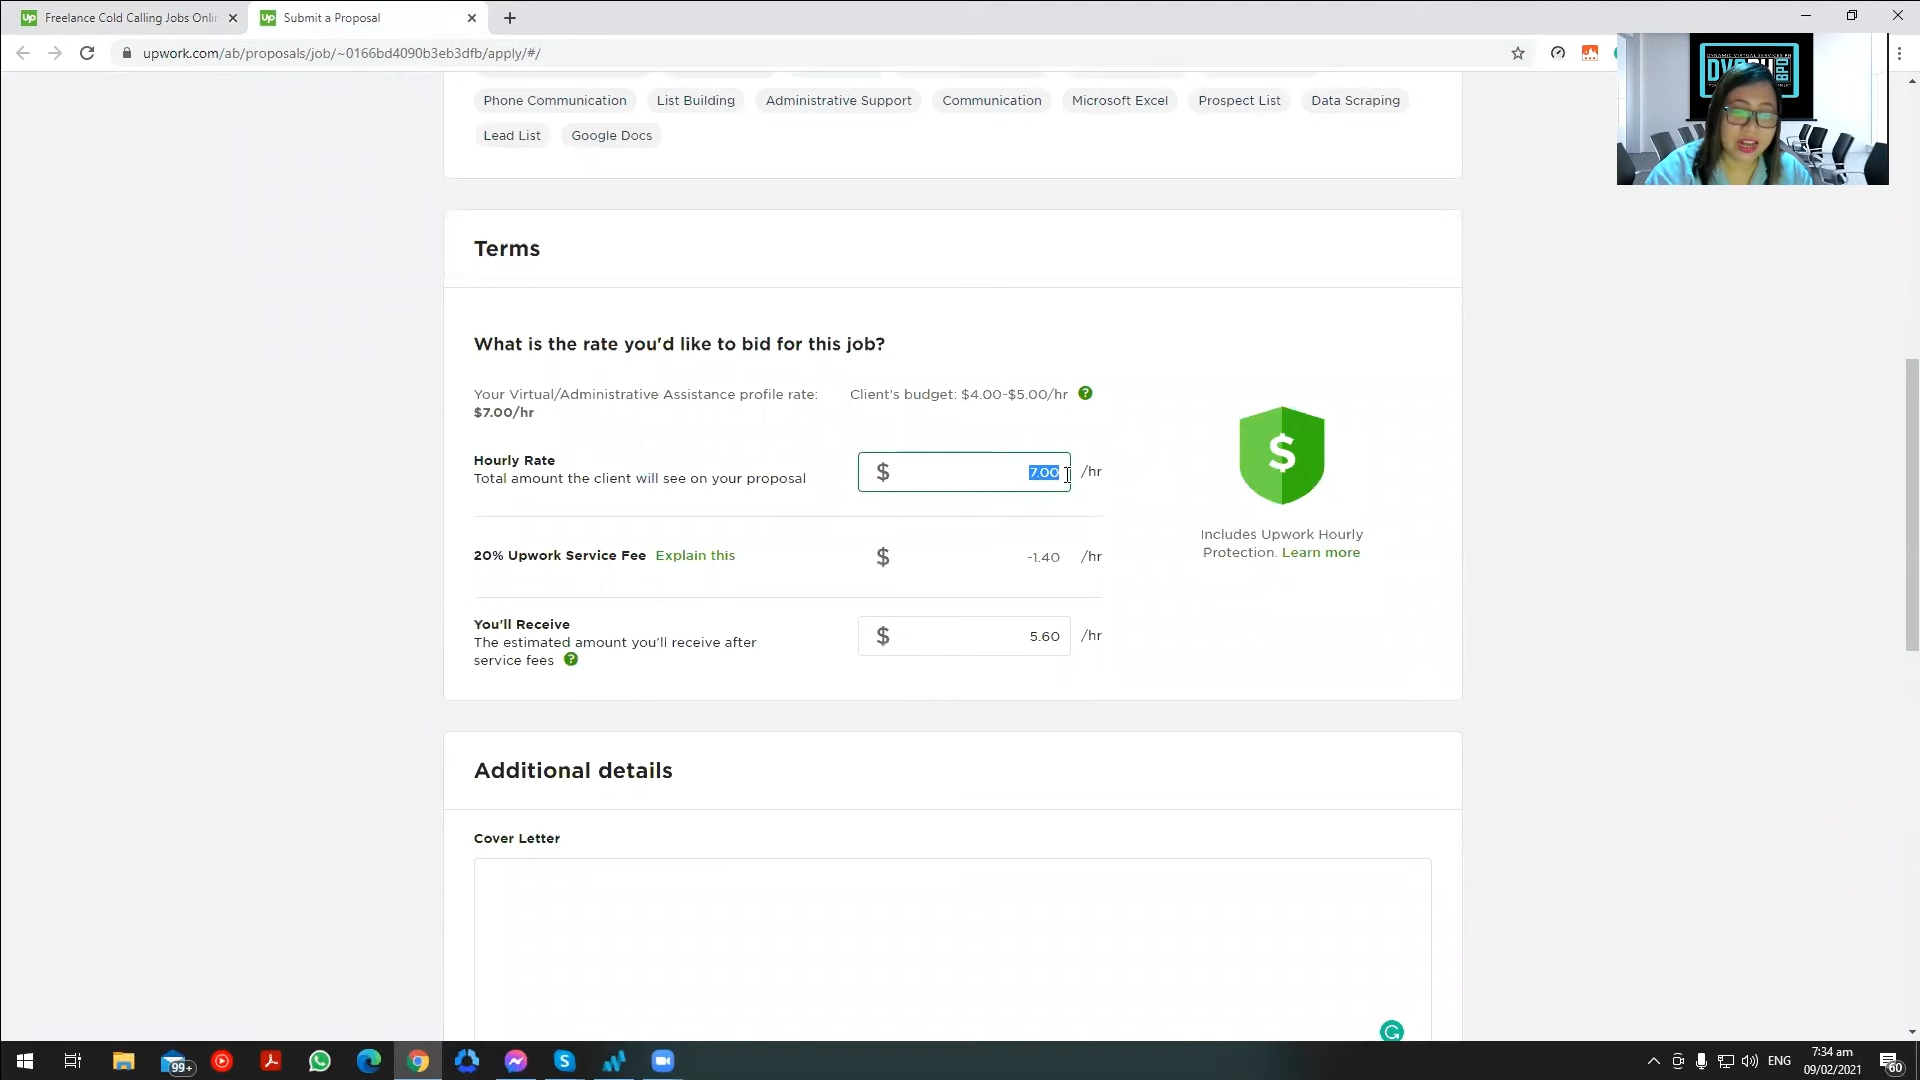 Freelance Cold Calling Jobs Onlin
Submit a Proposal
upwork.com/ab/proposals/job/~0166bd4090b3eb3dfb/apply/#/
Phone Communication
List Building
Administrative Support
Communication
Microsoft Excel
Prospect List
Data Scraping
Lead List
Google Docs
Terms
What is the rate you'd like to bid for this job?
Your Virtual/Administrative Assistance profile rate:
$7.00/hr
Client's budget: $4.00-$5.00/hr
Hourly Rate
Total amount the client will see on your proposal
$ 7.00 /hr
20% Upwork Service Fee Explain this
$ -1.40 /hr
You'll Receive
The estimated amount you'll receive after
service fees
$ 5.60 /hr
Includes Upwork Hourly
Protection. Learn more
Additional details
Cover Letter
99+
ENG
7:34 am
09/02/2021
60